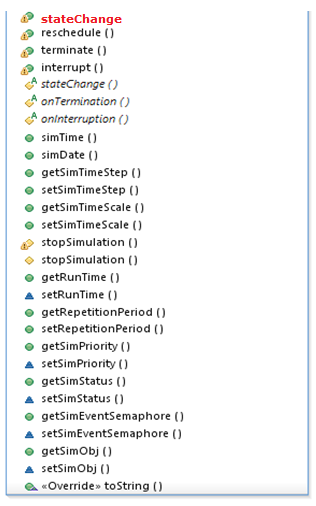 stateChange
reschedule ( )
terminate ( )
interrupt ( )
stateChange ( )
onTermination ( )
onInterruption ( )
simTime ( )
simDate ( )
getSimTimeStep ( )
setSimTimeStep ( )
getSimTimeScale ( )
setSimTimeScale ( )
stopSimulation ( )
stopSimulation ( )
getRunTime ( )
setRunTime ( )
getRepetitionPeriod ( )
setRepetitionPeriod ( )
getSimPriority ( )
setSimPriority ( )
getSimStatus ( )
setSimStatus ( )
getSimEventSemaphore ( )
setSimEventSemaphore ( )
getSimObj ( )
setSimObj ( )
«Override» toString ( )